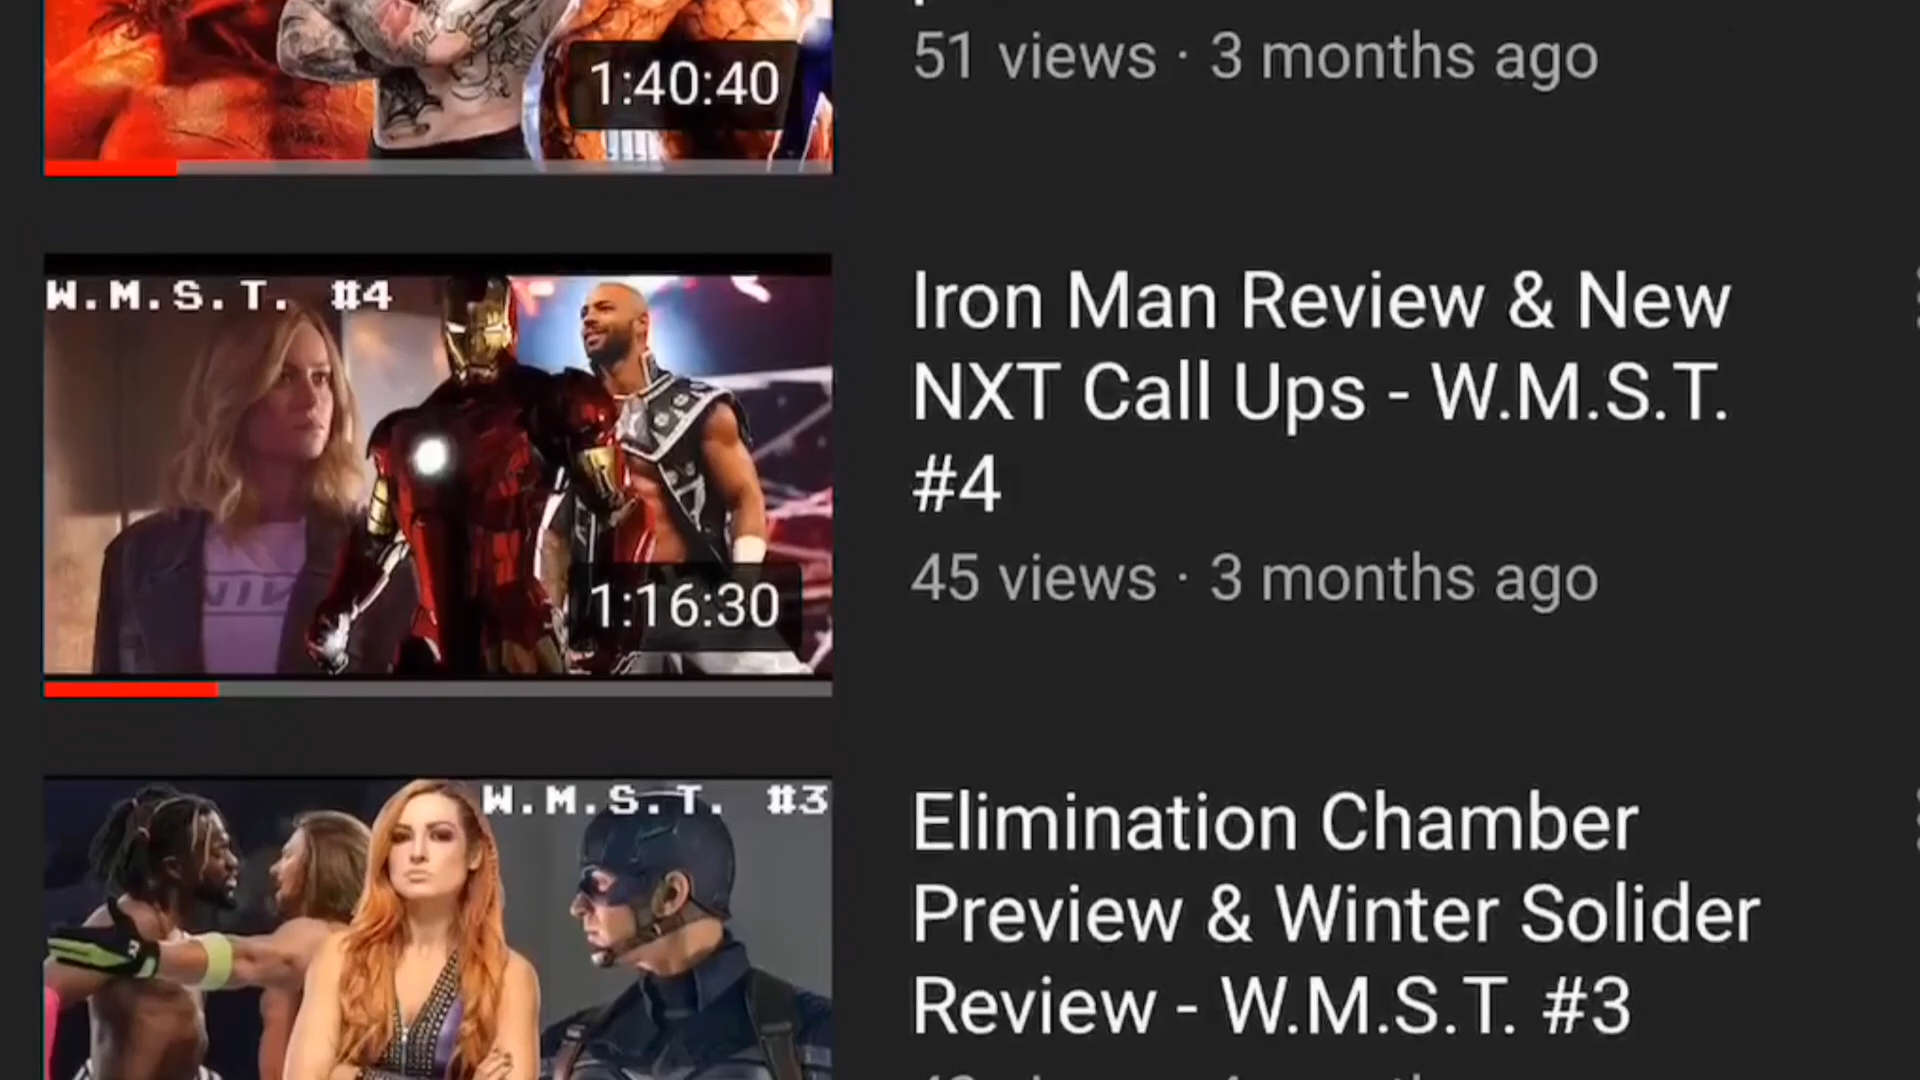 1:40:40
51 views · 3 months ago
W.M.S.T. #4
1:16:30
Iron Man Review & New
NXT Call Ups - W.M.S.T.
#4
45 views · 3 months ago
W.M.S.T. #3
Elimination Chamber
Preview & Winter Solider
Review - W.M.S.T. #3